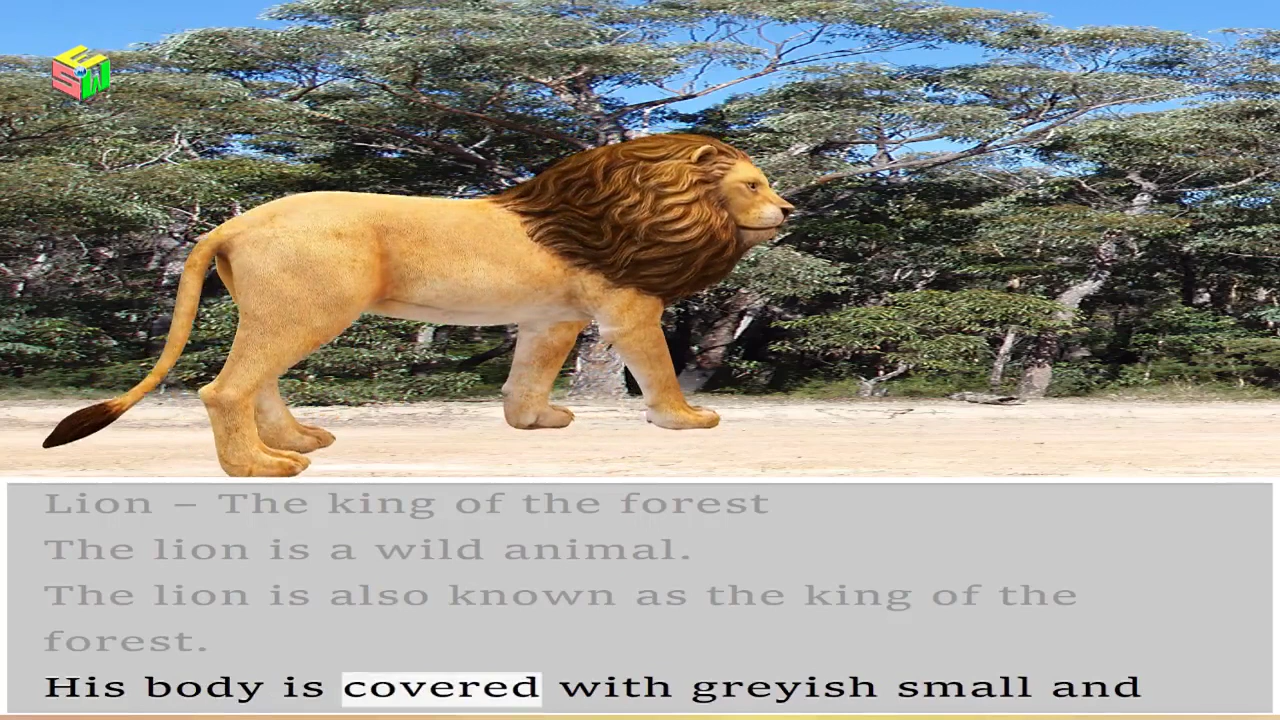 Lion – The king of the forest
The lion is a wild animal.
The lion is also known as the king of the
forest.
His body is covered with greyish small and